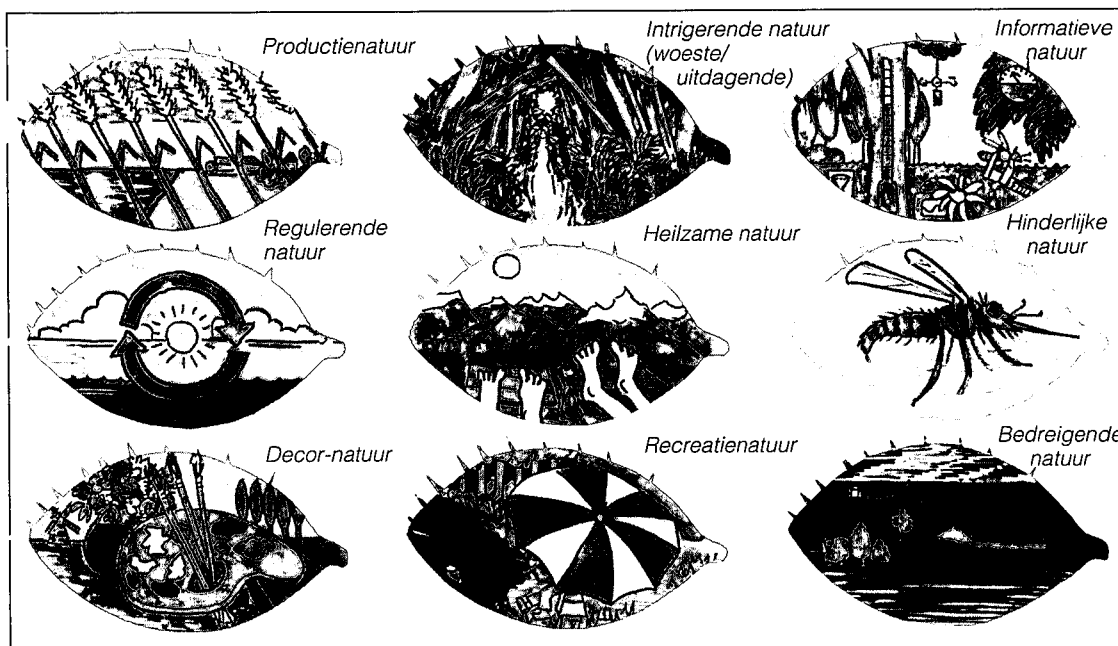 Productienatuur
Intrigerende natuur
(woeste/
uitdagende)
Informatieve
natuur
Regulerende
natuur
Heilzame natuur
Hinderlijke
natuur
Decor-natuur
Recreatienatuur
Bedreigende
natuur